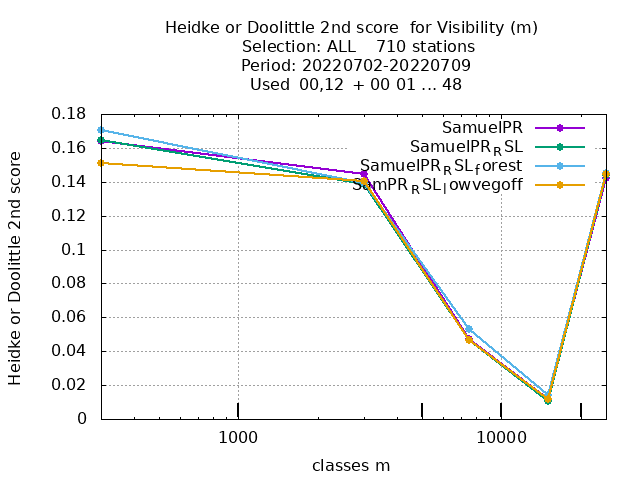 Heidke or Doolittle 2nd score  for Visibility (m)
Selection: ALL    710 stations
Period: 20220702-20220709
Used  00,12  + 00 01 ... 48
Heidke or Doolittle 2nd score
0.18
0.16
0.14
0.12
0.1
0.08
0.06
0.04
0.02
0
SamuelPR
SamuelPR_RSL
SamuelPR_RSL_forest
SamPR_RSL_lowvegoff
1000
10000
classes m